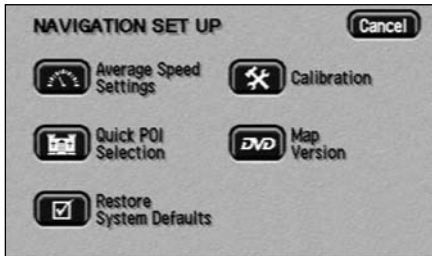 NAVIGATION SET UP
Cancel
Average Speed
Settings
Calibration
Quick POI
Selection
DVD
Map
Version
Restore
System Defaults